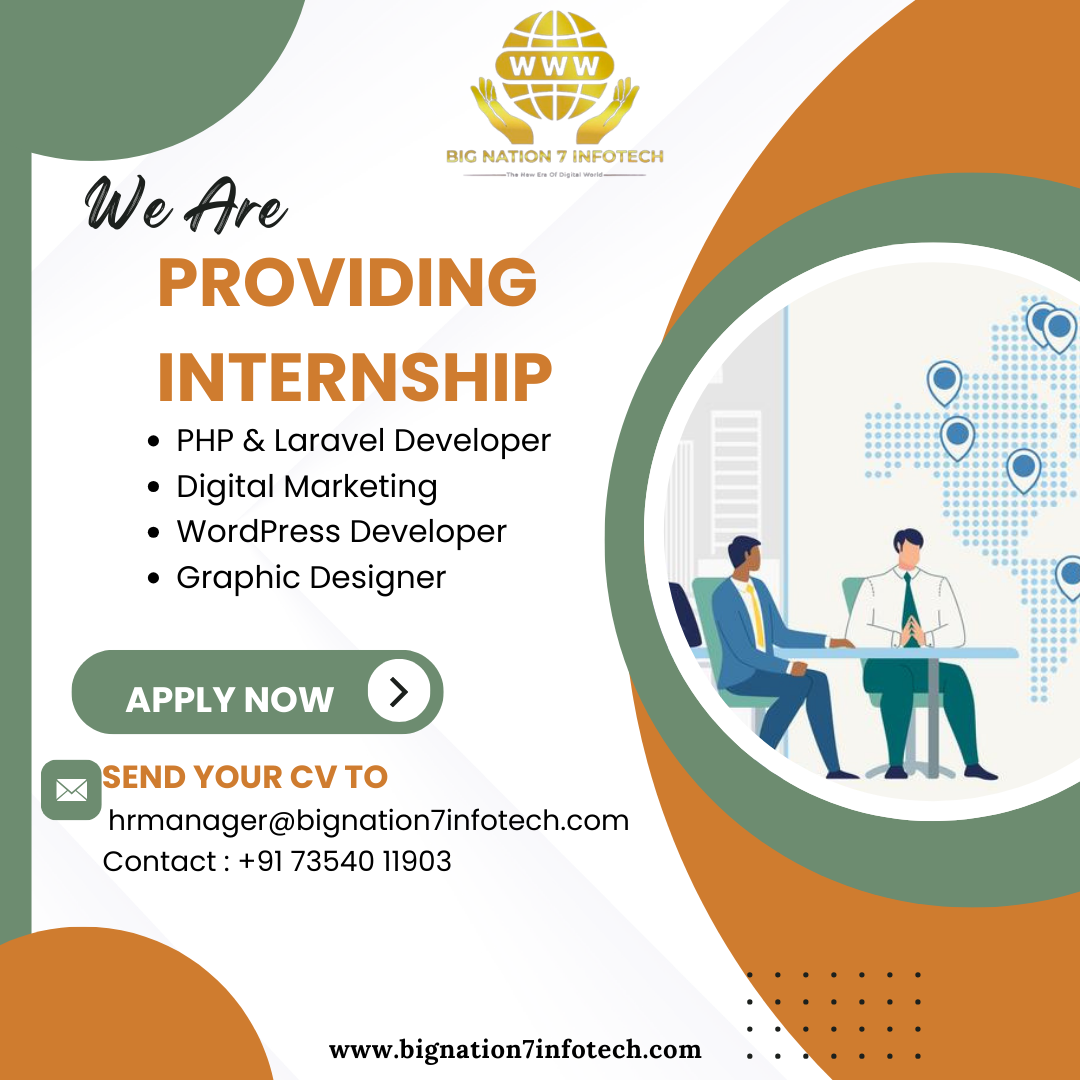 WWW
BIG NATION 7 INFOTECH
The New Era Of Digital World
We Are
PROVIDING
INTERNSHIP
• PHP & Laravel Developer
• Digital Marketing
• WordPress Developer
• Graphic Designer
APPLY NOW
SEND YOUR CV TO
hrmanager@bignation7infotech.com
Contact : +91 73540 11903
www.bignation7infotech.com